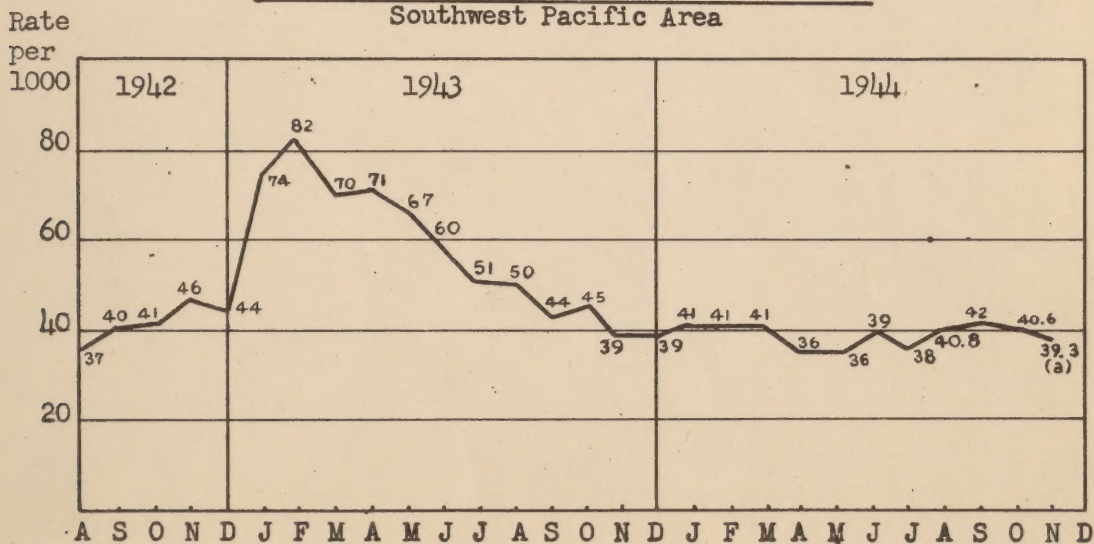 Southwest Pacific Area
Rate
per
1000
1942 1943 1944
82
80
74 70 71
67
60 60
51 50
46
44 44 45
40 41 41 41 41 39 42 40.6
40
37 39 39 36 36 38 40.8 39.3
(a)
20
A S O N D J F M A M J J A S O N D J F M A M J J A S O N D